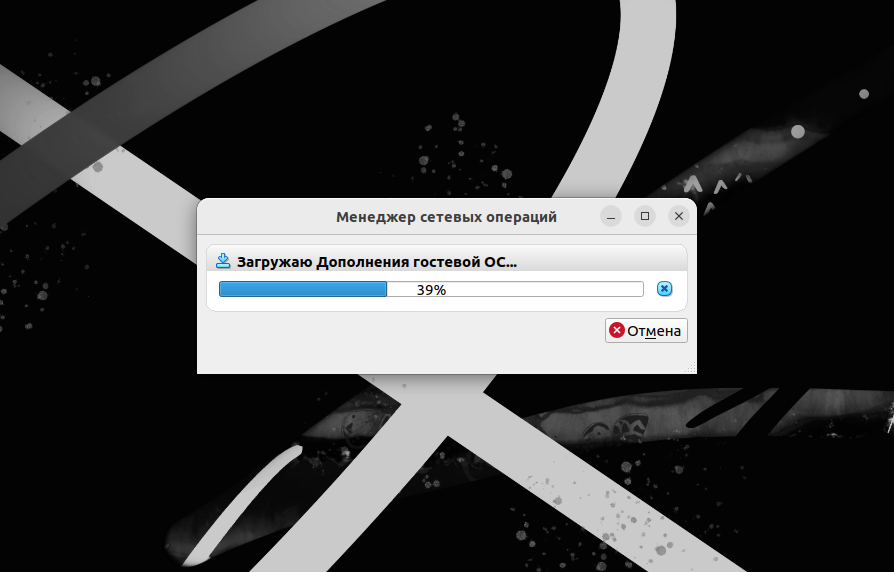 Менеджер сетевых операций
Загружаю Дополнения гостевой ОС...
39%
Отмена